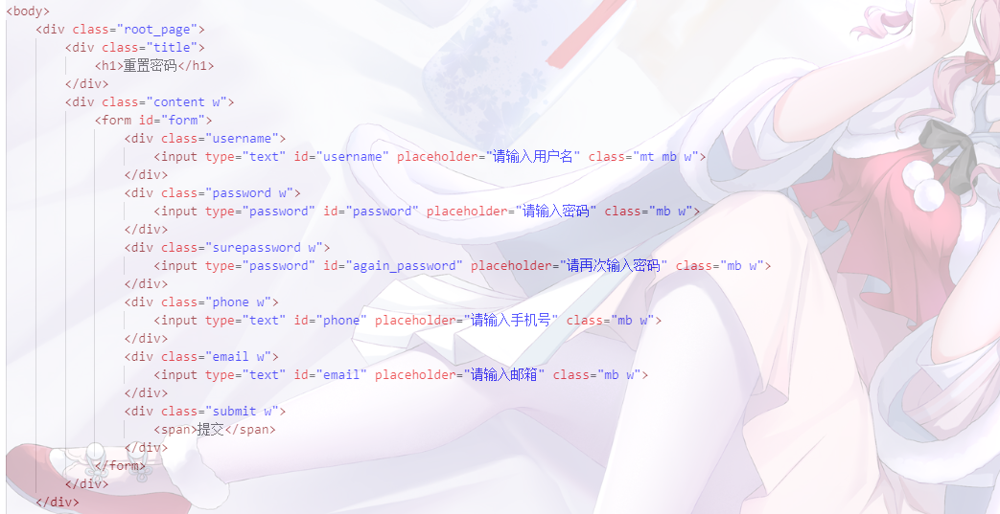 <body>
<div class="root_page">
<div class="title">
<h1>重置密码</h1>
</div>
<div class="content w">
<form id="form">
<div class="username">
<input type="text" id="username" placeholder="请输入用户名" class="mt mb w">
</div>
<div class="password w">
<input type="password" id="password" placeholder="请输入密码" class="mb w">
</div>
<div class="surepassword w">
<input type="password" id="again_password" placeholder="请再次输入密码" class="mb w">
</div>
<div class="phone w">
<input type="text" id="phone" placeholder="请输入手机号" class="mb w">
</div>
<div class="email w">
<input type="text" id="email" placeholder="请输入邮箱" class="mb w">
</div>
<div class="submit w">
<span>提交</span>
</div>
</form>
</div>
</div>